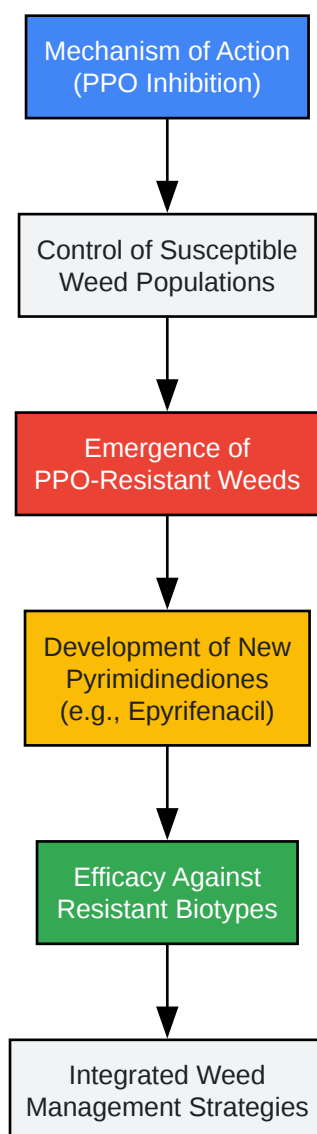 Mechanism of Action
(PPO Inhibition)
Control of Susceptible
Weed Populations
Emergence of
PPO-Resistant Weeds
Development of New
Pyrimidinediones
(e.g., Epyrifenacil)
Efficacy Against
Resistant Biotypes
Integrated Weed
Management Strategies